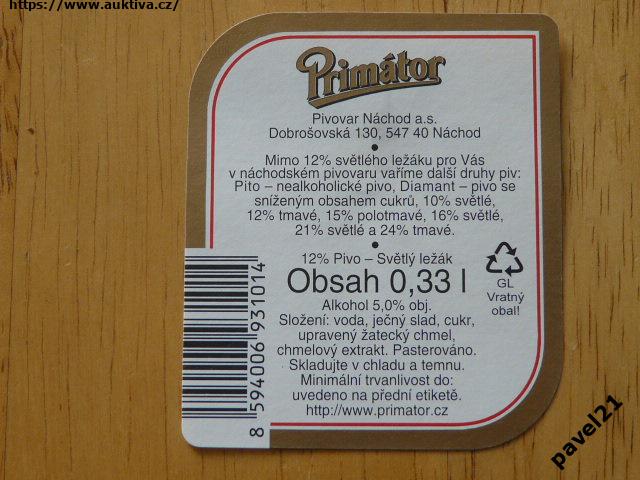 https://www.auktiva.cz/
Primátor
Pivovar Náchod a.s.
Dobrošovská 130, 547 40 Náchod
•
Mimo 12% světlého ležáku pro Vás
v náchodském pivovaru vaříme další druhy piv:
Pito – nealkoholické pivo, Diamant – pivo se
sníženým obsahem cukrů, 10% světlé,
12% tmavé, 15% polotmavé, 16% světlé,
21% světlé a 24% tmavé.
•
12% Pivo – Světlý ležák
Obsah 0,33 l
Alkohol 5,0% obj.
Složení: voda, ječný slad, cukr,
upravený žatecký chmel,
chmelový extrakt. Pasterováno.
Skladujte v chladu a temnu.
Minimální trvanlivost do:
uvedeno na přední etiketě.
http://www.primator.cz
GL
Vratný
obal!
8 594006 931014
pavel21